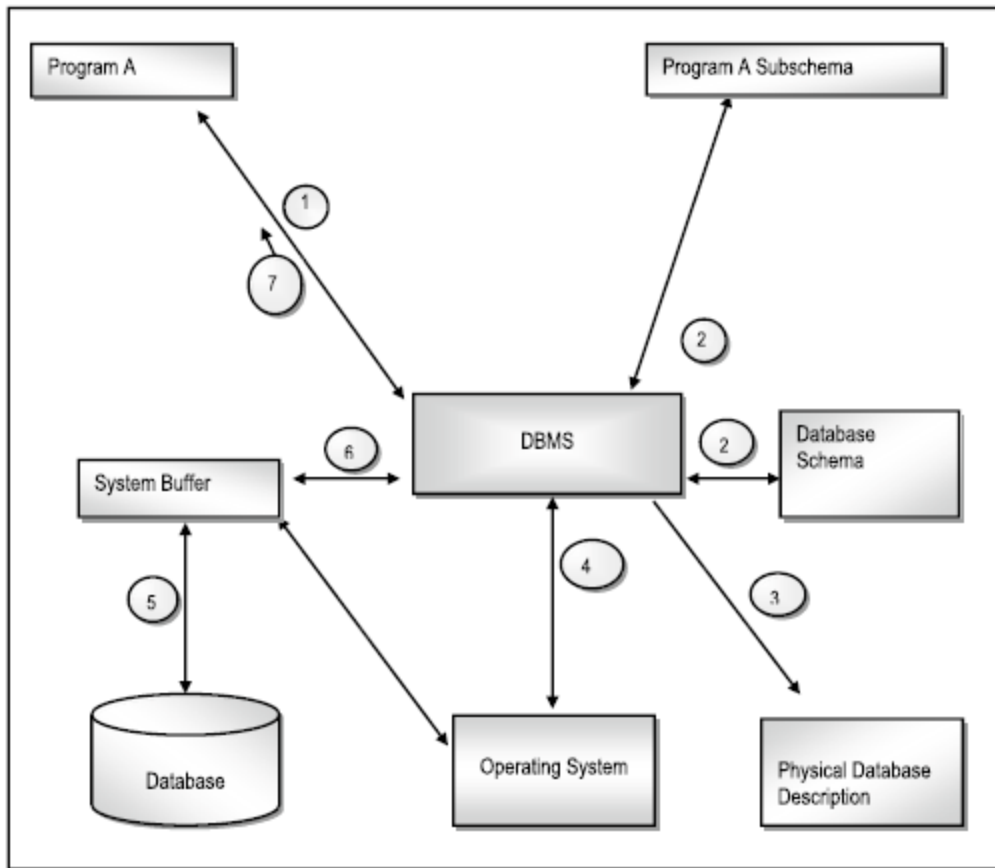 Program A
Program A Subschema
1
7
2
DBMS
2
Database
Schema
6
System Buffer
4
3
5
Database
Operating System
Physical Database
Description